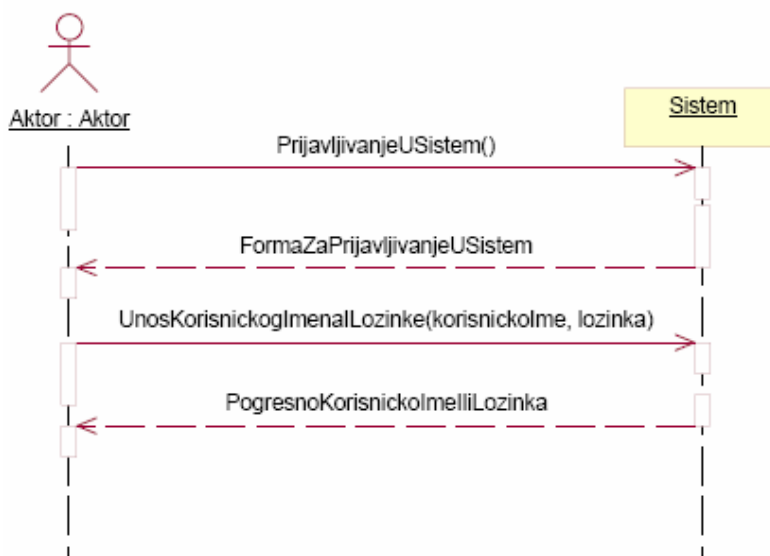 Aktor : Aktor
Sistem
PrijavljivanjeUSistem()
FormaZaPrijavljivanjeUSistem
UnosKorisnickogImenaILozinke(korisnickoIme, lozinka)
PogresnoKorisnickoImeIliLozinka